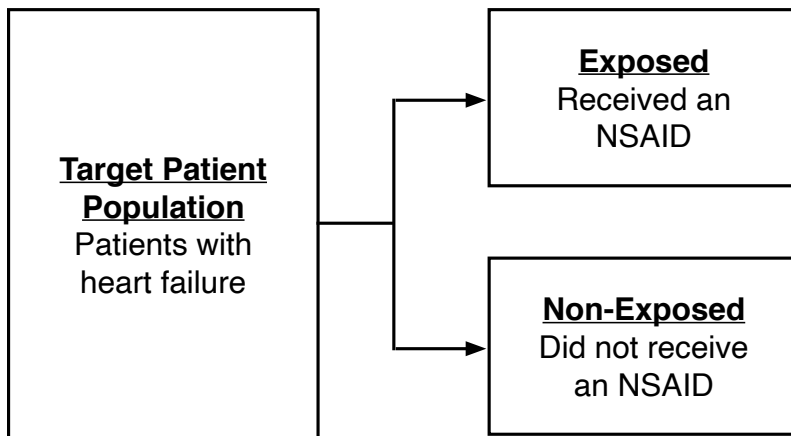 Target Patient
Population
Patients with
heart failure
Exposed
Received an
NSAID
Non-Exposed
Did not receive
an NSAID